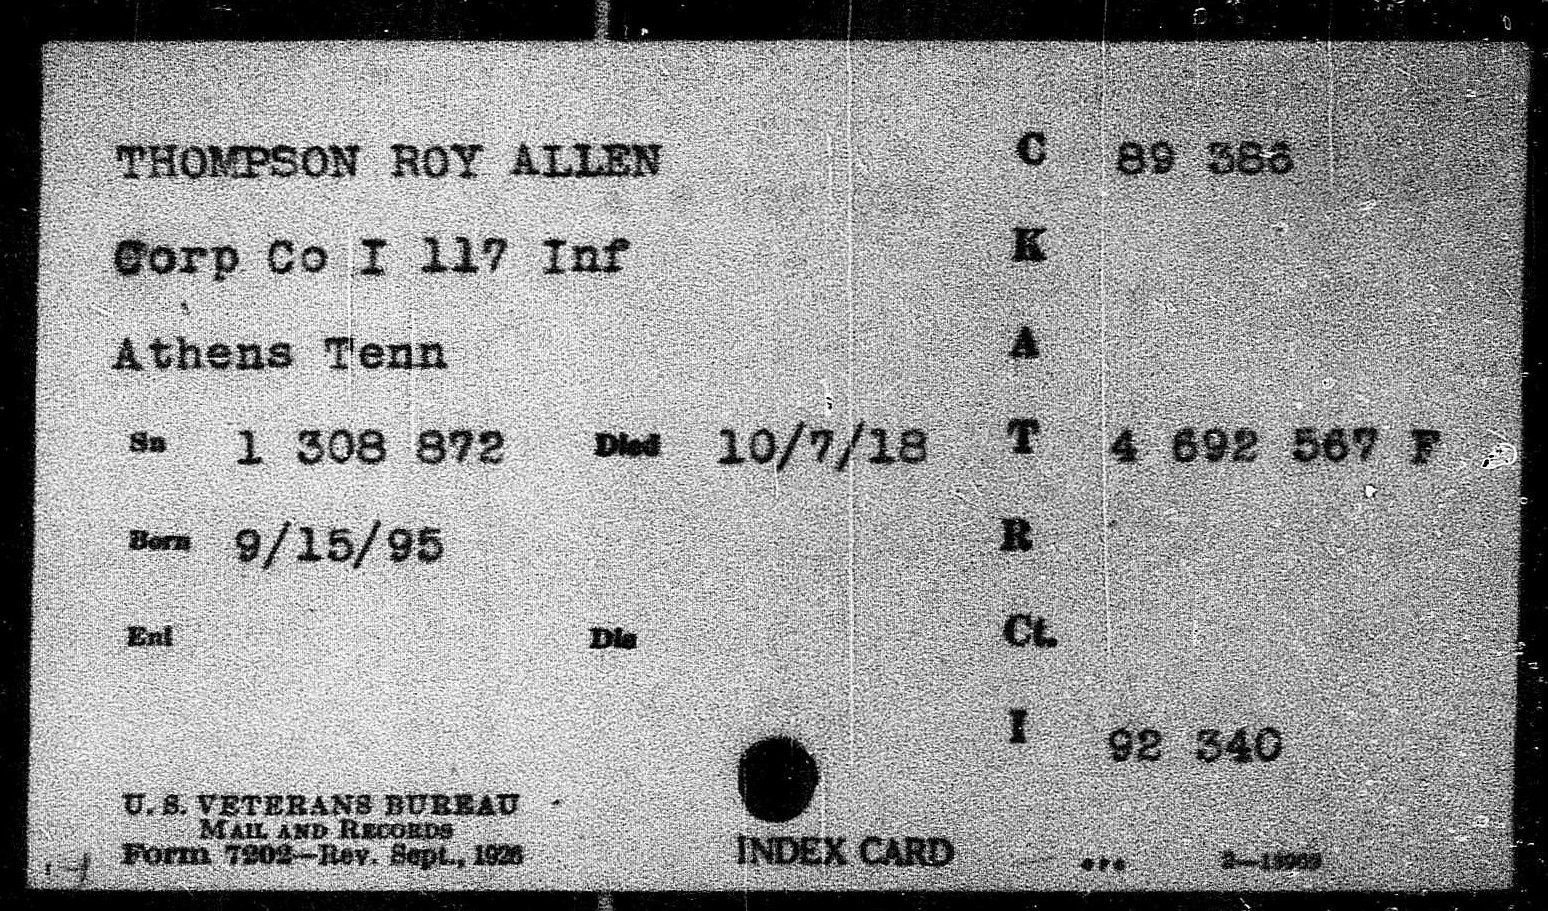 THOMPSON ROY ALLEN C 89 386
Corp Co I 117 Inf K
Athens Tenn A
Sn 1 308 872 Died 10/7/18 T 4 692 567 F
Born 9/15/95 R
Enl Dis Ct.
I 92 340
U. S. VETERANS BUREAU
MAIL AND RECORDS
Form 7202—Rev. Sept., 1926
INDEX CARD